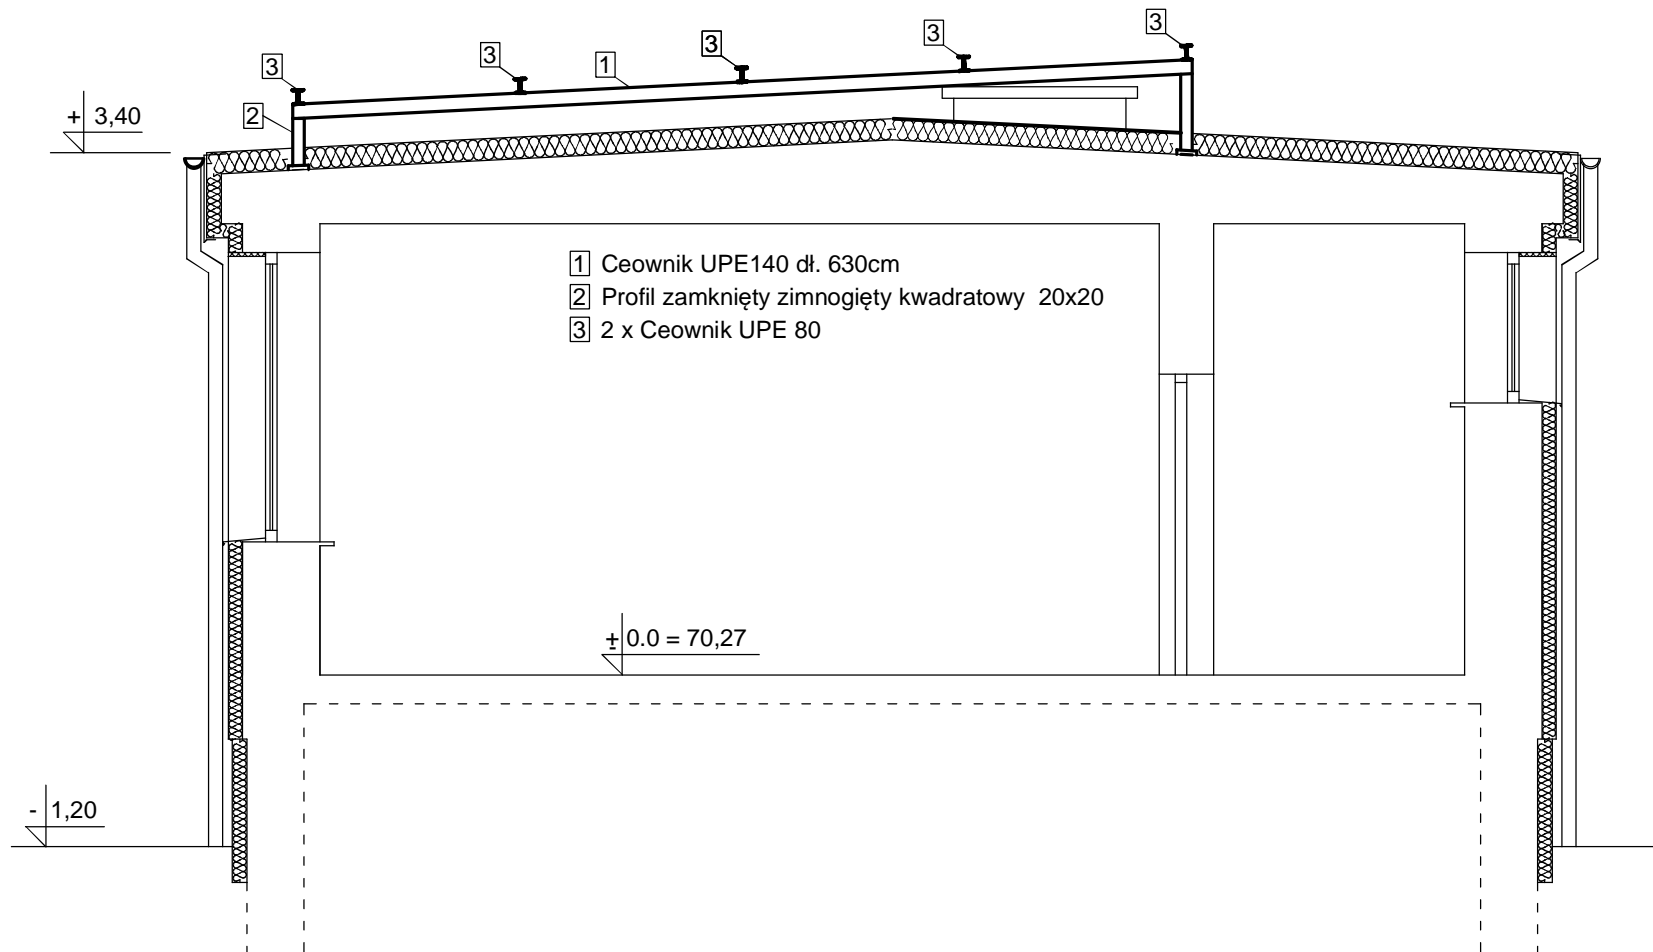 3
3
3
3
3
1
2
+ 3,40
1 Ceownik UPE140 dł. 630cm
2 Profil zamknięty zimnogięty kwadratowy 20x20
3 2 x Ceownik UPE 80
± 0.0 = 70,27
- 1,20